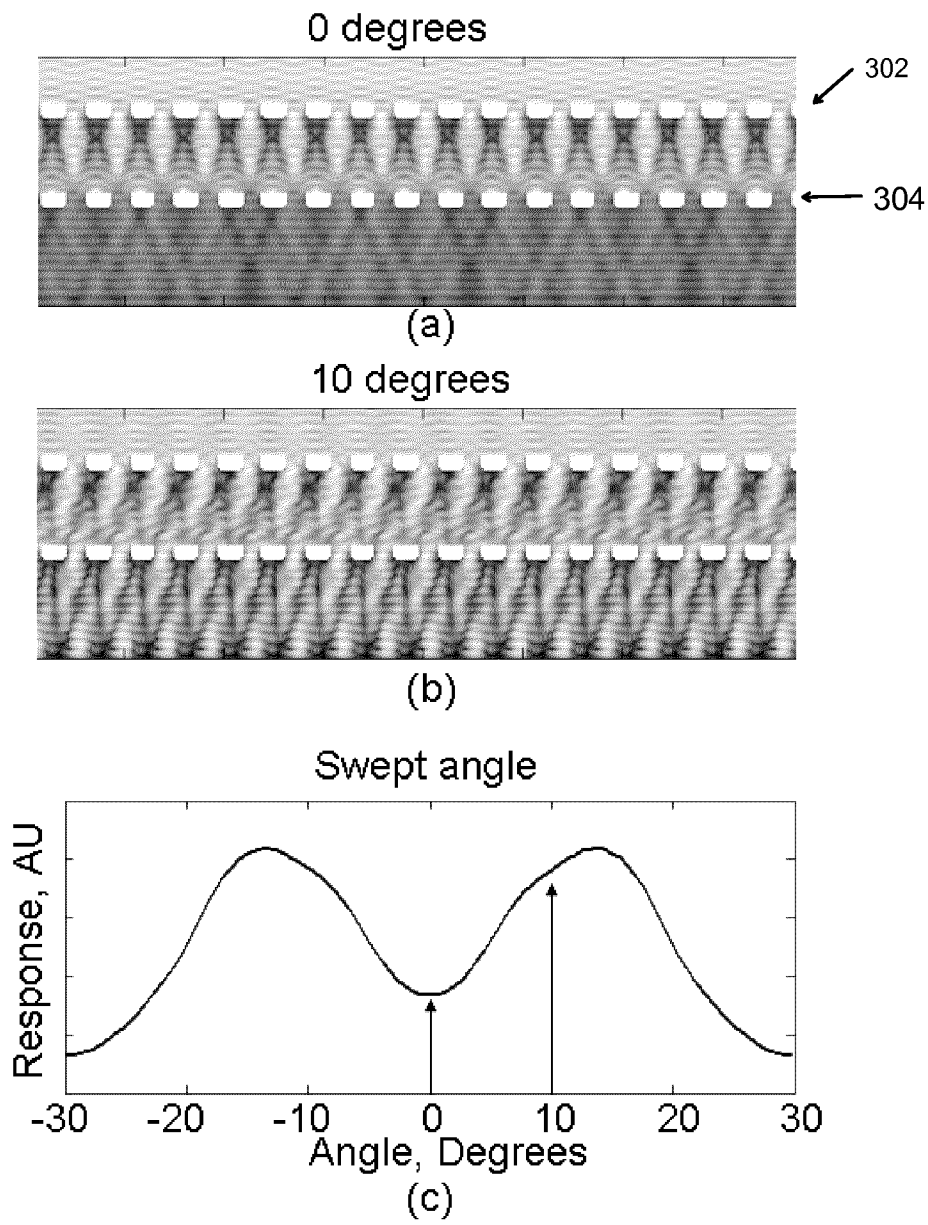 0 degrees
302
304
(a)
10 degrees
(b)
Swept angle
Response, AU
-30 -20 -10 0 10 20 30
Angle, Degrees
(c)